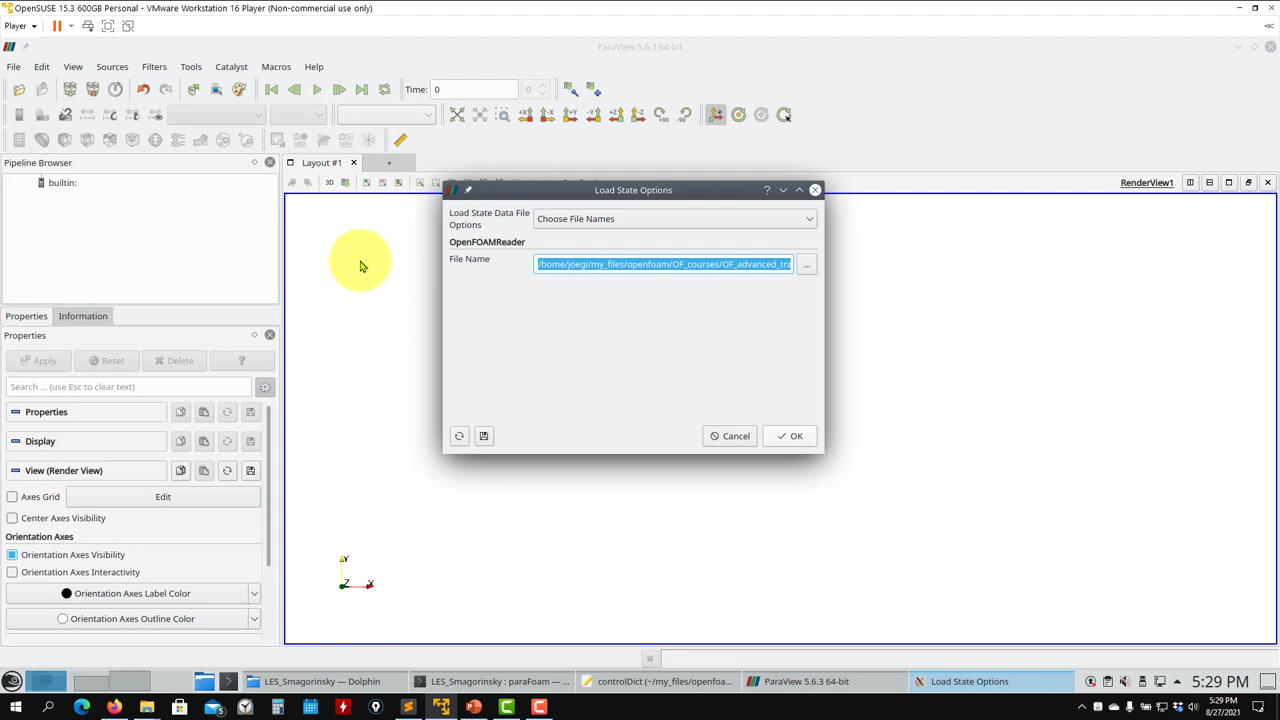 OpenSUSE 15.3 600GB Personal - VMware Workstation 16 Player (Non-commercial use only)
Player
ParaView 5.6.3 64-bit
File Edit View Sources Filters Tools Catalyst Macros Help
Time: 0 0
+X -X +Y -Y +Z -Z +90 -90
Pipeline Browser
Layout #1
builtin:
3D
RenderView1
Load State Options
Load State Data File
Options
Choose File Names
OpenFOAMReader
File Name
/home/joegi/my_files/openfoam/OF_courses/OF_advanced_tra
...
Cancel OK
Properties Information
Properties
Apply Reset Delete ?
Search ... (use Esc to clear text)
Properties
Display
View (Render View)
Axes Grid Edit
Center Axes Visibility
Orientation Axes
Orientation Axes Visibility
Orientation Axes Interactivity
Orientation Axes Label Color
Orientation Axes Outline Color
Y
Z X
LES_Smagorinsky – Dolphin
LES_Smagorinsky : paraFoam — ...
controlDict (~/my_files/openfoa...
ParaView 5.6.3 64-bit
Load State Options
5:29 PM
5:29 PM
8/27/2021